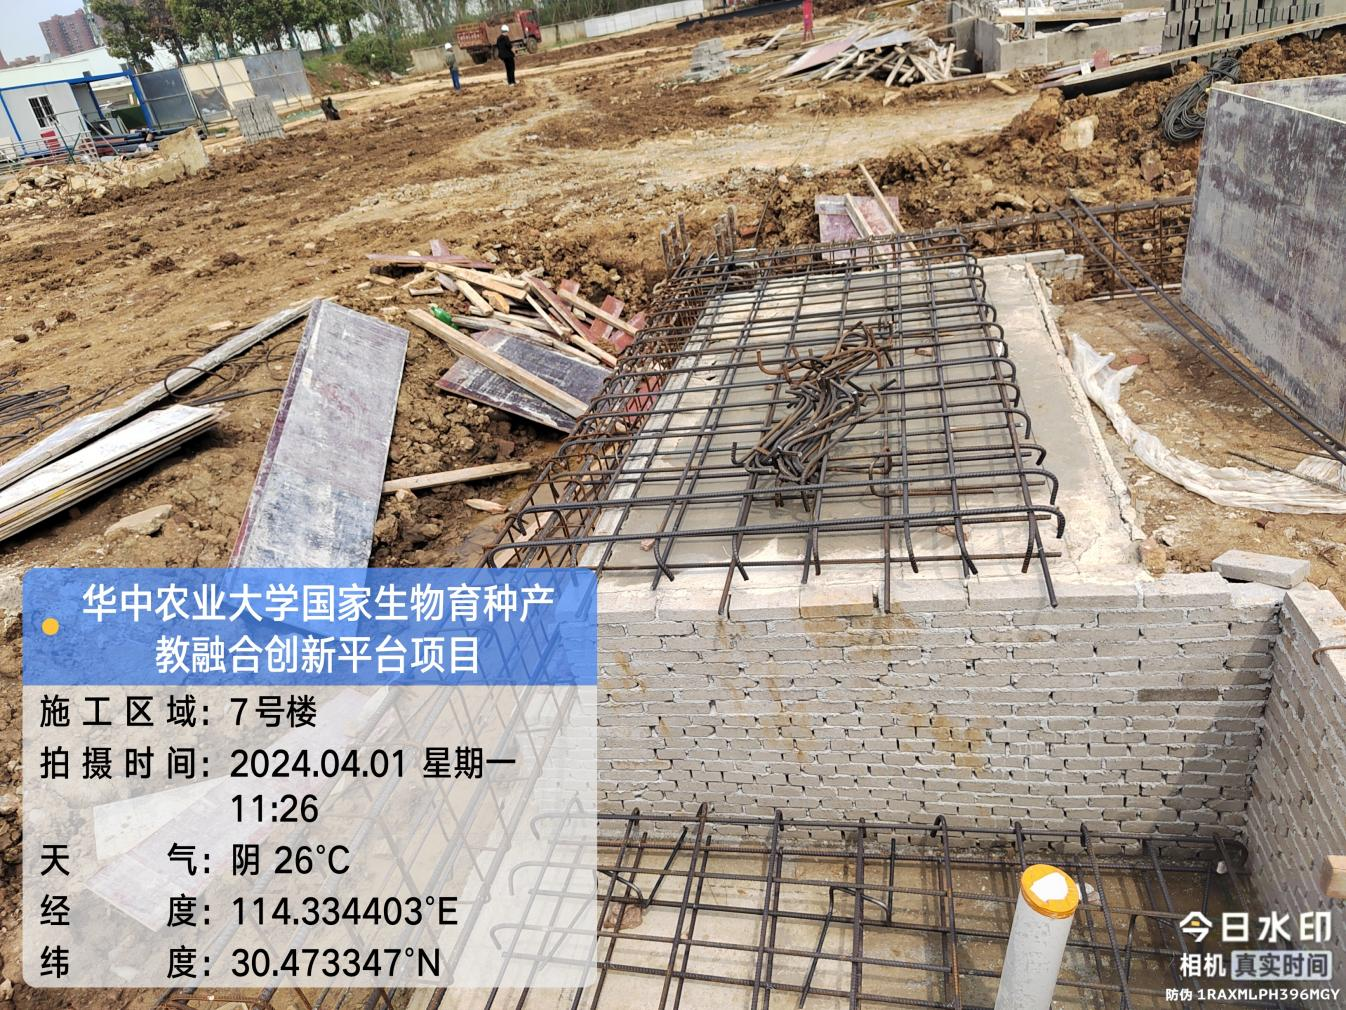 华中农业大学国家生物育种产
教融合创新平台项目
施工区域：7号楼
拍摄时间：2024.04.01 星期一
11:26
天气：阴 26℃
经度：114.334403°E
纬度：30.473347°N
今日水印
相机 真实时间
防伪 1RAXMLPH396MGY